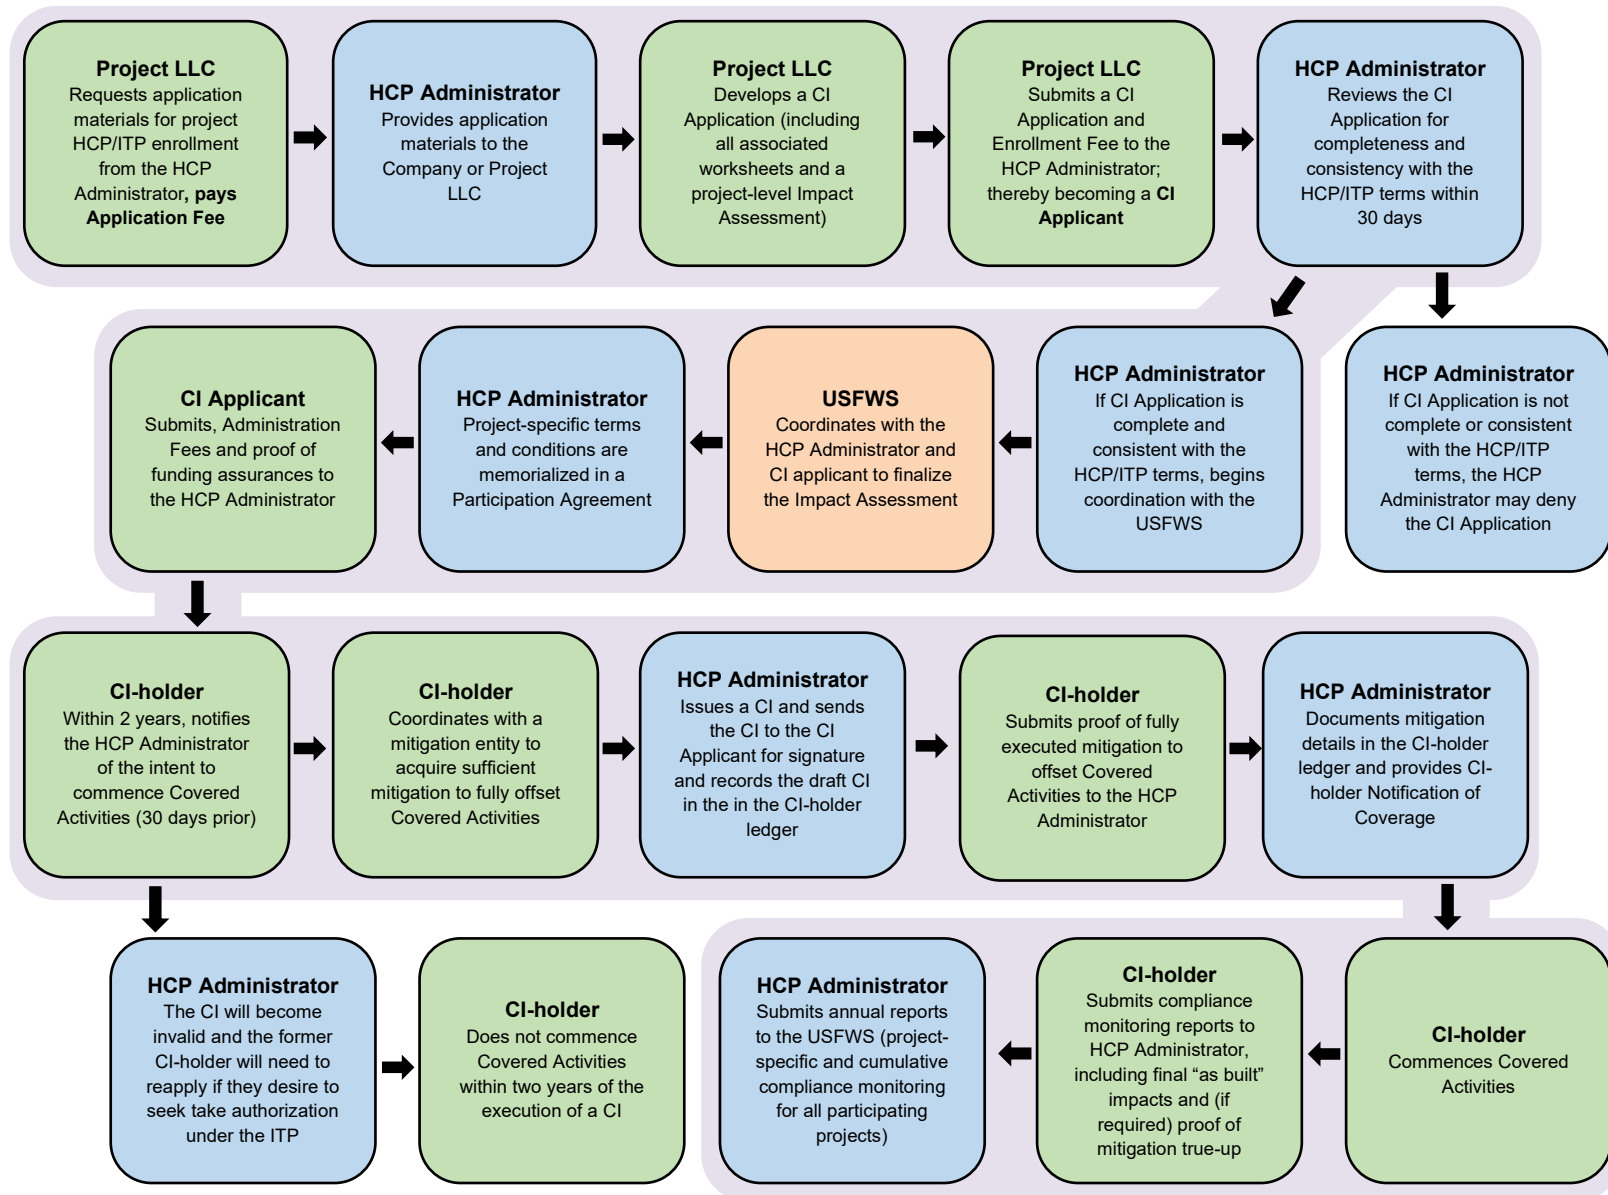 Project LLC
Requests application
materials for project
HCP/ITP enrollment
from the HCP
Administrator, pays
Application Fee
HCP Administrator
Provides application
materials to the
Company or Project
LLC
Project LLC
Develops a CI
Application (including
all associated
worksheets and a
project-level Impact
Assessment)
Project LLC
Submits a CI
Application and
Enrollment Fee to the
HCP Administrator;
thereby becoming a CI
Applicant
HCP Administrator
Reviews the CI
Application for
completeness and
consistency with the
HCP/ITP terms within
30 days
CI Applicant
Submits, Administration
Fees and proof of
funding assurances to
the HCP Administrator
HCP Administrator
Project-specific terms
and conditions are
memorialized in a
Participation Agreement
USFWS
Coordinates with the
HCP Administrator and
CI applicant to finalize
the Impact Assessment
HCP Administrator
If CI Application is
complete and
consistent with the
HCP/ITP terms, begins
coordination with the
USFWS
HCP Administrator
If CI Application is not
complete or consistent
with the HCP/ITP
terms, the HCP
Administrator may deny
the CI Application
CI-holder
Within 2 years, notifies
the HCP Administrator
of the intent to
commence Covered
Activities (30 days prior)
CI-holder
Coordinates with a
mitigation entity to
acquire sufficient
mitigation to fully offset
Covered Activities
HCP Administrator
Issues a CI and sends
the CI to the CI
Applicant for signature
and records the draft CI
in the in the CI-holder
ledger
CI-holder
Submits proof of fully
executed mitigation to
offset Covered
Activities to the HCP
Administrator
HCP Administrator
Documents mitigation
details in the CI-holder
ledger and provides CI-
holder Notification of
Coverage
HCP Administrator
The CI will become
invalid and the former
CI-holder will need to
reapply if they desire to
seek take authorization
under the ITP
CI-holder
Does not commence
Covered Activities
within two years of the
execution of a CI
HCP Administrator
Submits annual reports
to the USFWS (project-
specific and cumulative
compliance monitoring
for all participating
projects)
CI-holder
Submits compliance
monitoring reports to
HCP Administrator,
including final “as built”
impacts and (if
required) proof of
mitigation true-up
CI-holder
Commences Covered
Activities